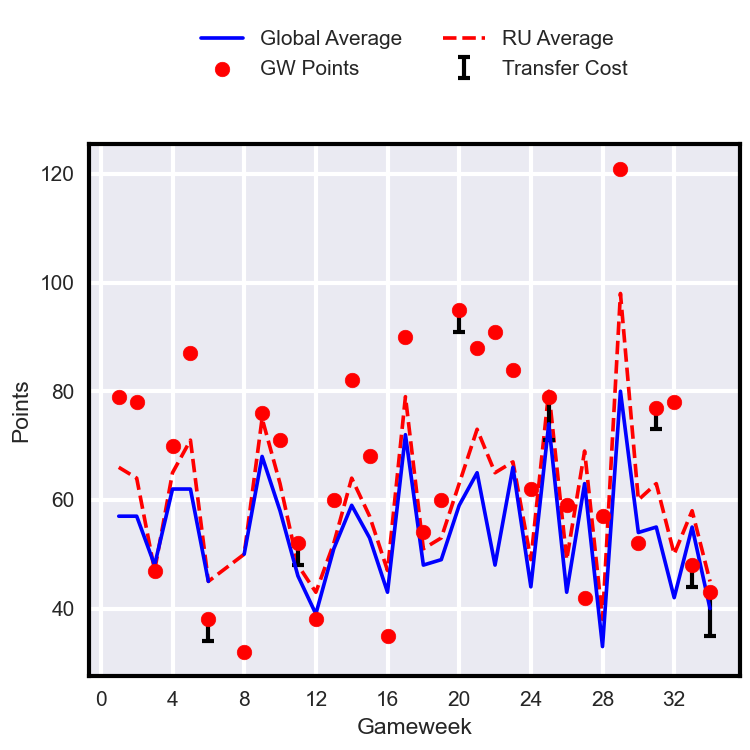 Global Average RU Average
GW Points Transfer Cost
120
100
80
60
40
Points
0 4 8 12 16 20 24 28 32
Gameweek